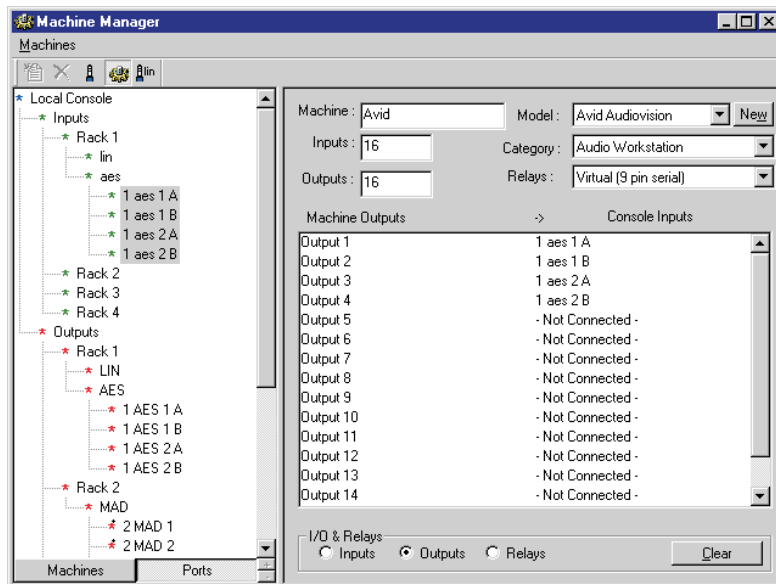 Machine Manager
Machines
lin
Local Console
Inputs
Rack 1
lin
aes
1 aes 1 A
1 aes 1 B
1 aes 2 A
1 aes 2 B
Rack 2
Rack 3
Rack 4
Outputs
Rack 1
LIN
AES
1 AES 1 A
1 AES 1 B
1 AES 2 A
1 AES 2 B
Rack 2
MAD
2 MAD 1
2 MAD 2
Machines Ports
Machine : Avid Model : Avid Audiovision New
Inputs : 16 Category : Audio Workstation
Outputs : 16 Relays : Virtual (9 pin serial)
Machine Outputs -> Console Inputs
Output 1 1 aes 1 A
Output 2 1 aes 1 B
Output 3 1 aes 2 A
Output 4 1 aes 2 B
Output 5 - Not Connected -
Output 6 - Not Connected -
Output 7 - Not Connected -
Output 8 - Not Connected -
Output 9 - Not Connected -
Output 10 - Not Connected -
Output 11 - Not Connected -
Output 12 - Not Connected -
Output 13 - Not Connected -
Output 14 - Not Connected -
I/O & Relays
Inputs Outputs Relays Clear